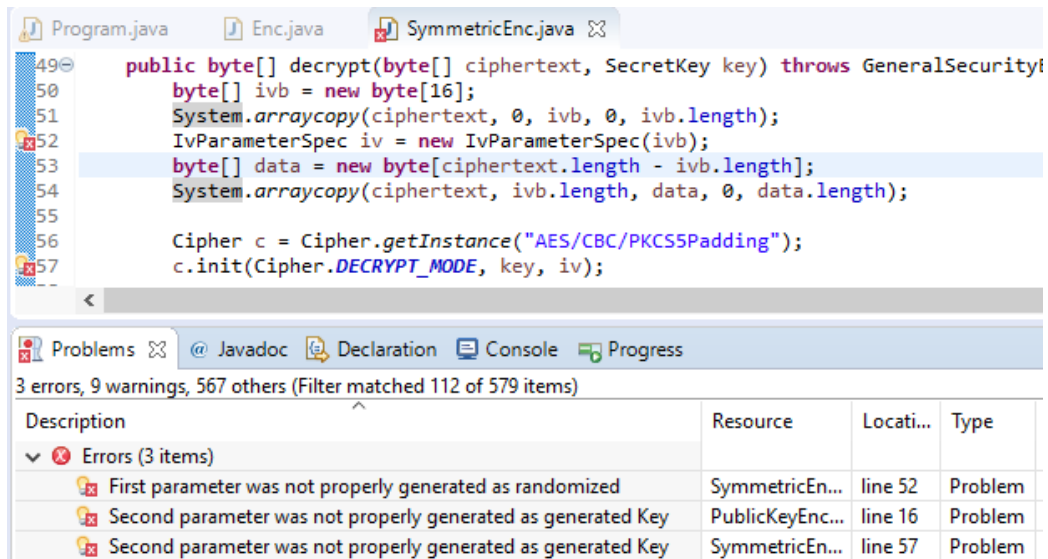 Program.java Enc.java SymmetricEnc.java
49 public byte[] decrypt(byte[] ciphertext, SecretKey key) throws GeneralSecurityE
50 byte[] ivb = new byte[16];
51 System.arraycopy(ciphertext, 0, ivb, 0, ivb.length);
52 IvParameterSpec iv = new IvParameterSpec(ivb);
53 byte[] data = new byte[ciphertext.length - ivb.length];
54 System.arraycopy(ciphertext, ivb.length, data, 0, data.length);
55
56 Cipher c = Cipher.getInstance("AES/CBC/PKCS5Padding");
57 c.init(Cipher.DECRYPT_MODE, key, iv);
Problems @ Javadoc Declaration Console Progress
3 errors, 9 warnings, 567 others (Filter matched 112 of 579 items)
Description Resource Locati... Type
Errors (3 items)
First parameter was not properly generated as randomized SymmetricEn... line 52 Problem
Second parameter was not properly generated as generated Key PublicKeyEnc... line 16 Problem
Second parameter was not properly generated as generated Key SymmetricEn... line 57 Problem